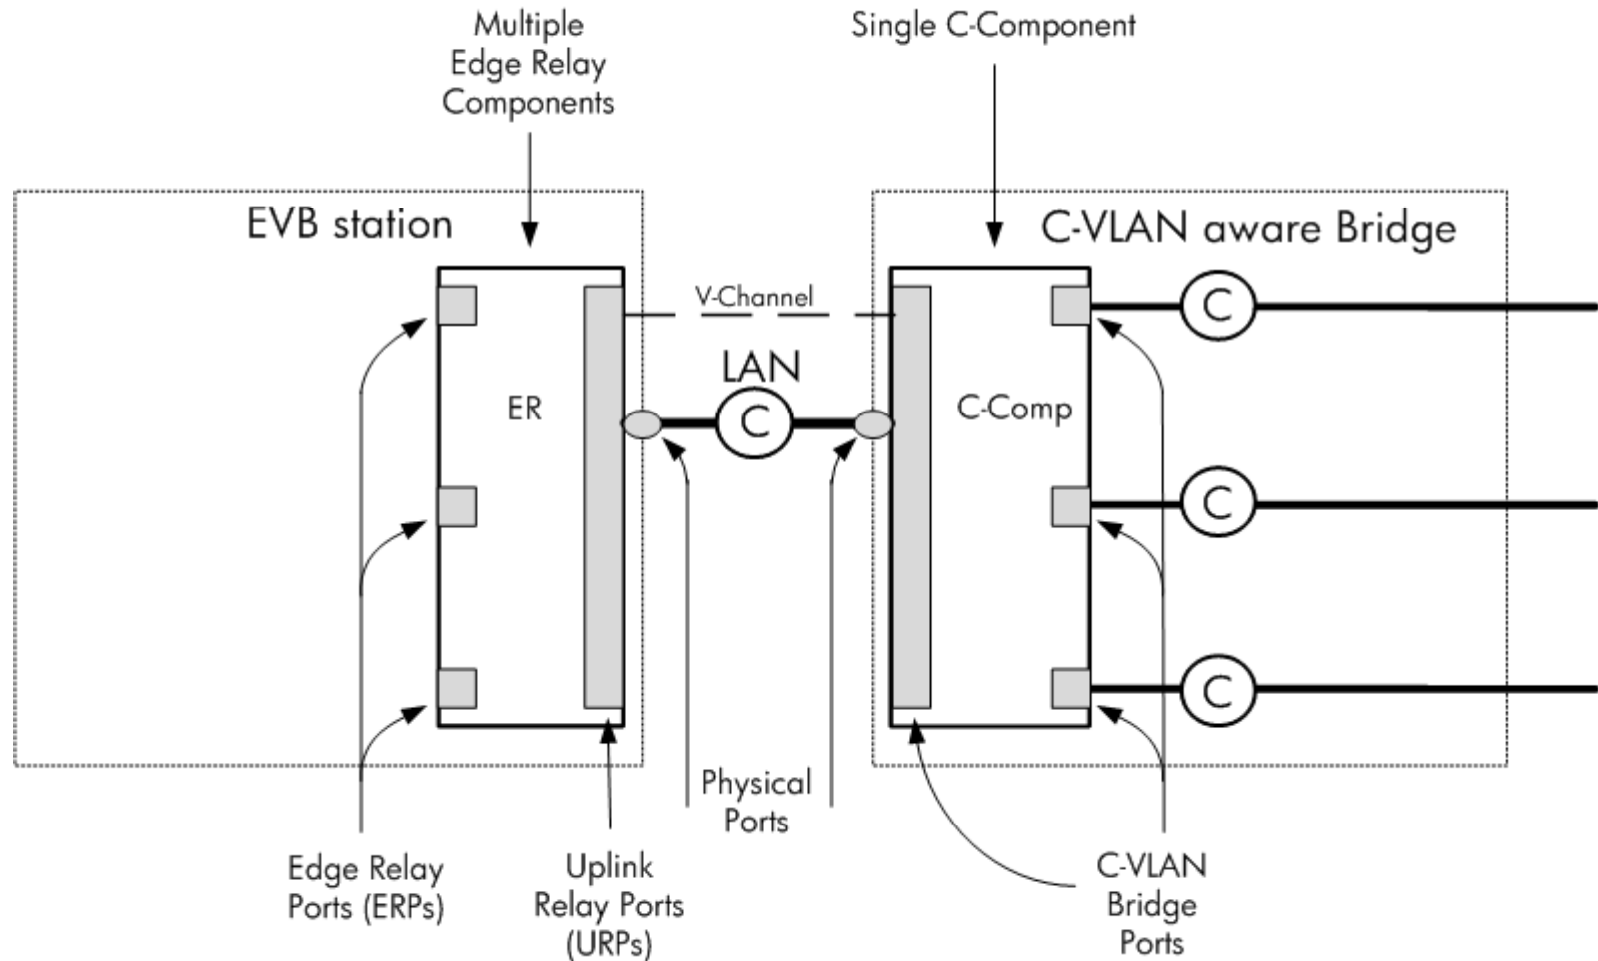 Multiple
Edge Relay
Components
Single C-Component
EVB station
C-VLAN aware Bridge
V-Channel
C
LAN
ER
C
C-Comp
C
C
Physical
Ports
Edge Relay
Ports (ERPs)
Uplink
Relay Ports
(URPs)
C-VLAN
Bridge
Ports